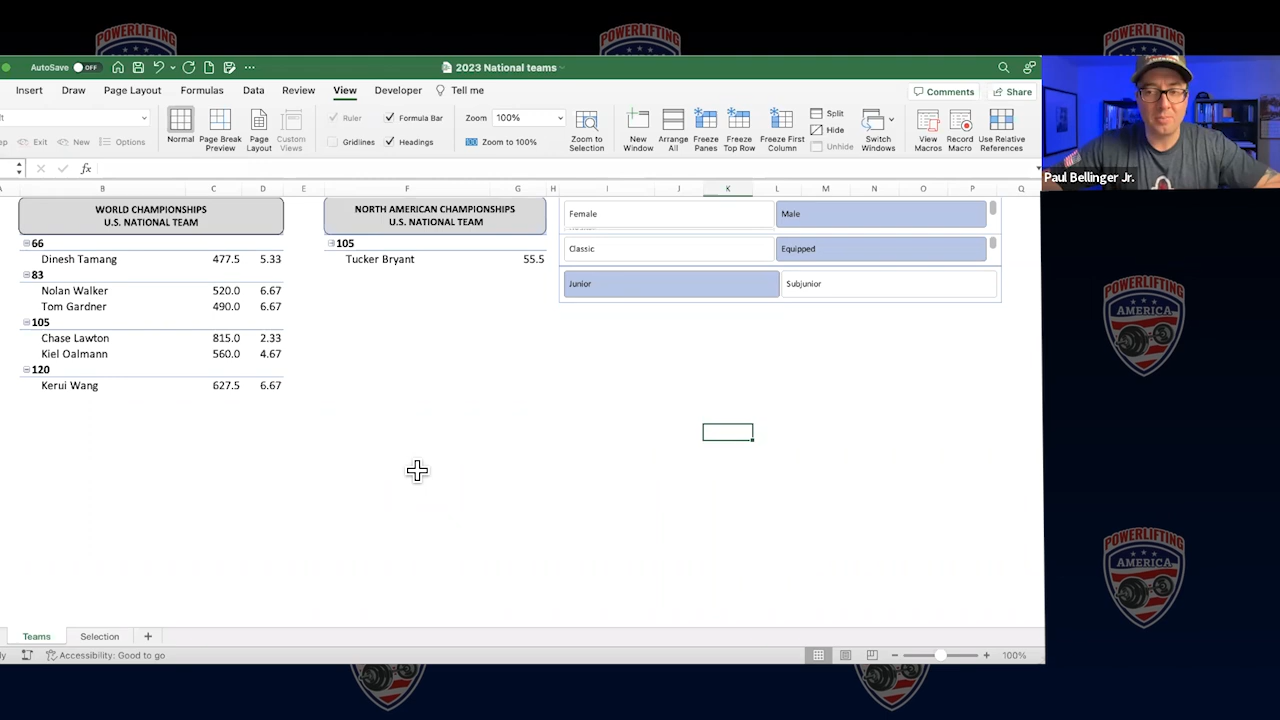 POWERLIFTING
POWERLIFTING
POWERLIFTING
AutoSave OFF
2023 National teams
Insert Draw Page Layout Formulas Data Review View Developer Tell me
Comments Share
Ruler Formula Bar Zoom 100%
Split
Exit New Options
Normal Page Break Preview Page Layout Custom Views
Gridlines Headings Zoom to 100%
Zoom to Selection New Window Arrange All Freeze Panes Freeze Top Row Freeze First Column
Hide
Unhide
Switch Windows View Macros Record Macro Use Relative References
fx
Paul Bellinger Jr.
B C D E F G H I J K L M N O P Q
WORLD CHAMPIONSHIPS
U.S. NATIONAL TEAM
NORTH AMERICAN CHAMPIONSHIPS
U.S. NATIONAL TEAM
Female Male
Classic Equipped
Junior Subjunior
66
Dinesh Tamang 477.5 5.33
83
Nolan Walker 520.0 6.67
Tom Gardner 490.0 6.67
105
Chase Lawton 815.0 2.33
Kiel Oalmann 560.0 4.67
120
Kerui Wang 627.5 6.67
105
Tucker Bryant 55.5
POWERLIFTING
AMERICA
POWERLIFTING
AMERICA
Teams Selection
Accessibility: Good to go
100%